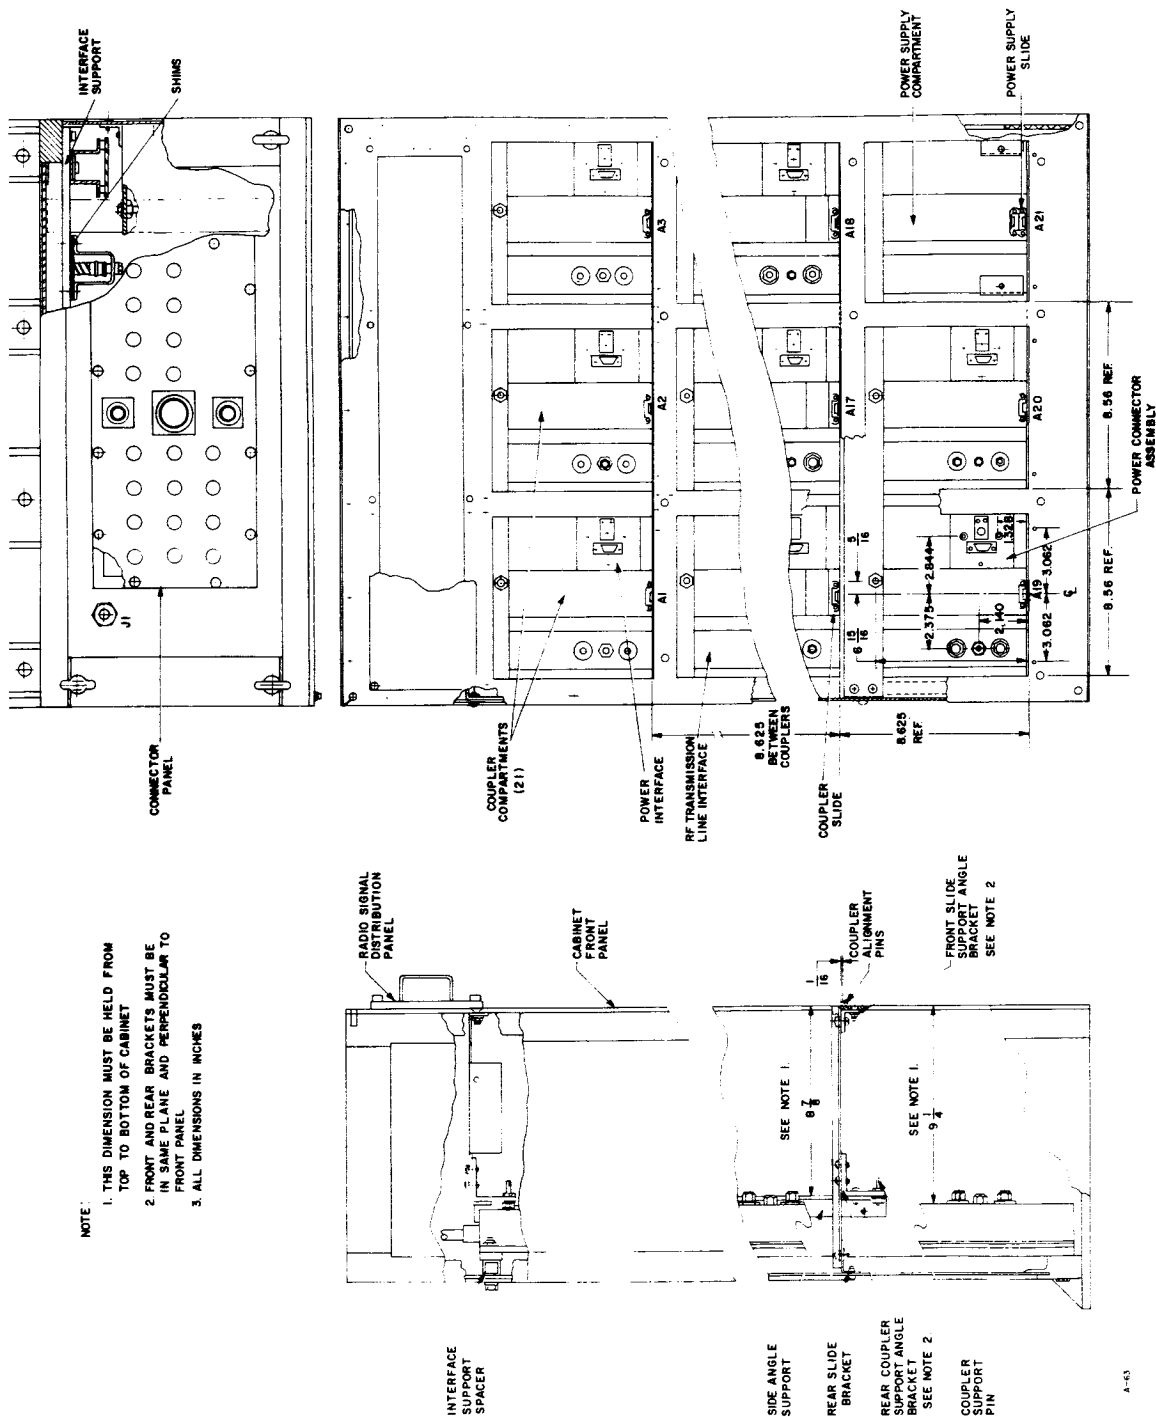 INTERFACE
SUPPORT
SHIMS
J1
CONNECTOR
PANEL
POWER SUPPLY
COMPARTMENT
POWER SUPPLY
SLIDE
A3
A18
A21
A2
A17
A20
A1
A19
8.56 REF.
8.56 REF.
POWER CONNECTOR
ASSEMBLY
5/16
2.844
1.328
3.062
2.375
6 15/16
2.140
3.062
℄
COUPLER
COMPARTMENTS
(21)
POWER
INTERFACE
RF TRANSMISSION
LINE INTERFACE
8.625
BETWEEN
COUPLERS
COUPLER
SLIDE
8.625
REF.
NOTE:
1. THIS DIMENSION MUST BE HELD FROM
TOP TO BOTTOM OF CABINET
2. FRONT AND REAR BRACKETS MUST BE
IN SAME PLANE AND PERPENDICULAR TO
FRONT PANEL
3. ALL DIMENSIONS IN INCHES
RADIO SIGNAL
DISTRIBUTION
PANEL
CABINET
FRONT
PANEL
1/16
COUPLER
ALIGNMENT
PINS
FRONT SLIDE
SUPPORT ANGLE
BRACKET
SEE NOTE 2
SEE NOTE 1.
8 7/8
SEE NOTE 1.
9 1/4
INTERFACE
SUPPORT
SPACER
SIDE ANGLE
SUPPORT
REAR SLIDE
BRACKET
REAR COUPLER
SUPPORT ANGLE
BRACKET
SEE NOTE 2
COUPLER
SUPPORT
PIN
A-63